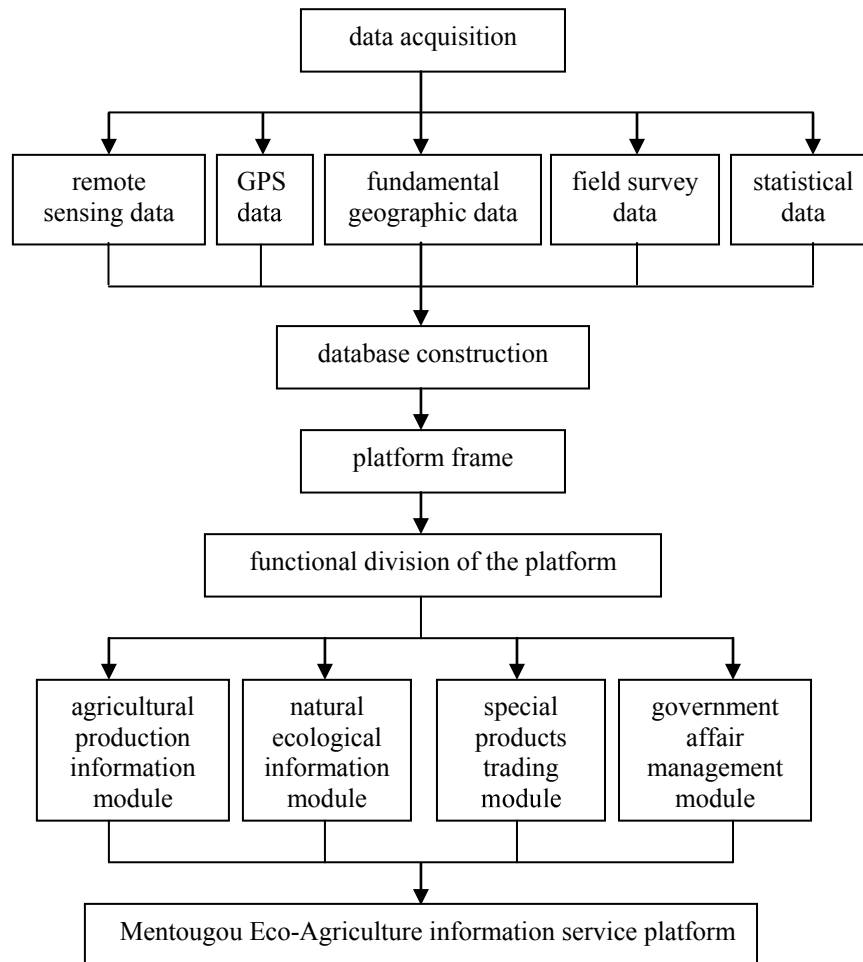 data acquisition
remote
sensing data
GPS
data
fundamental
geographic data
field survey
data
statistical
data
database construction
platform frame
functional division of the platform
agricultural
production
information
module
natural
ecological
information
module
special
products
trading
module
government
affair
management
module
Mentougou Eco-Agriculture information service platform